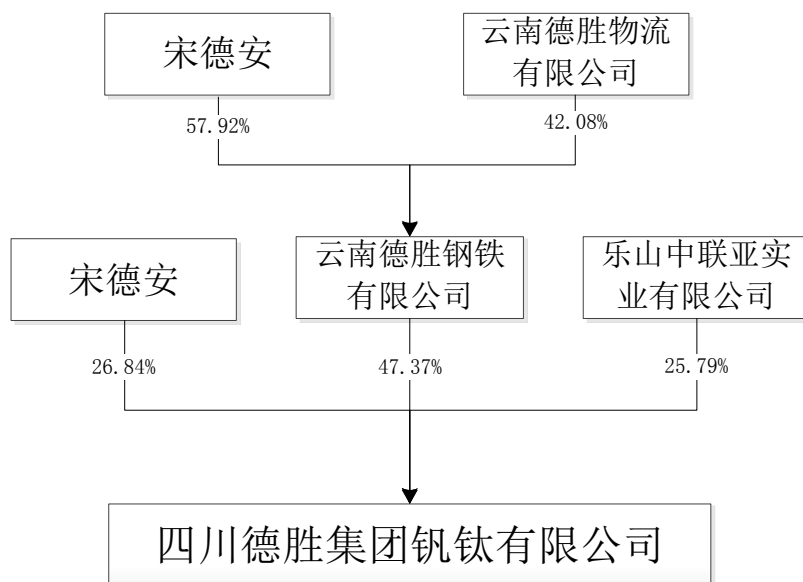 宋德安
云南德胜物流
有限公司
57.92%
42.08%
宋德安
云南德胜钢铁
有限公司
乐山中联亚实
业有限公司
26.84%
47.37%
25.79%
四川德胜集团钒钛有限公司